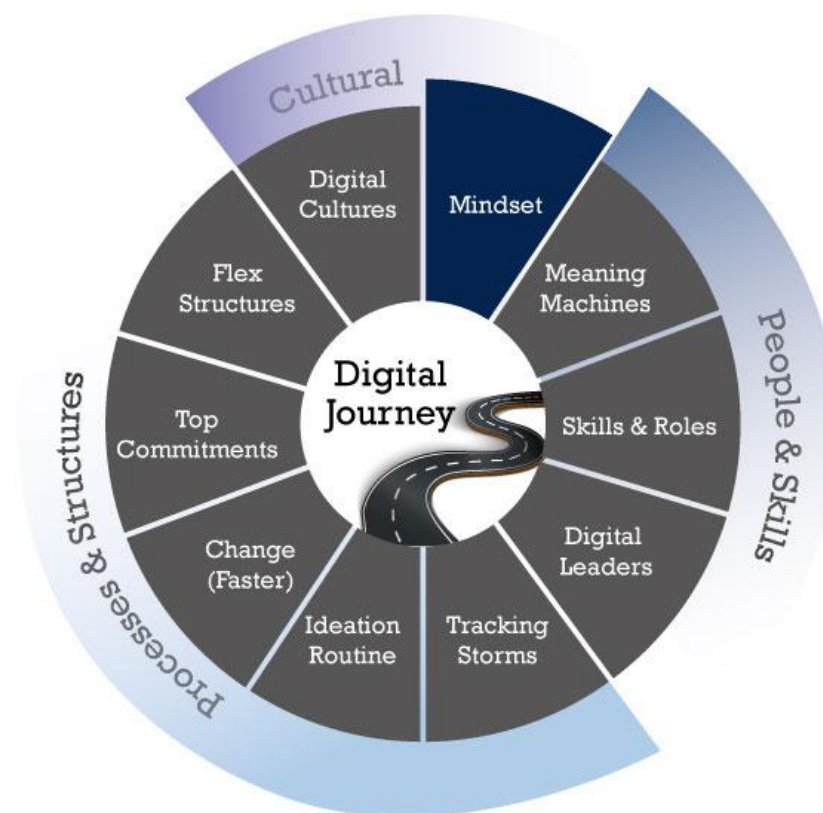 Cultural
Digital
Cultures
Mindset
Meaning
Machines
People & Skills
Skills & Roles
Digital
Leaders
Tracking
Storms
Ideation
Routine
Change
(Faster)
Processes & Structures
Top
Commitments
Flex
Structures
Digital
Journey